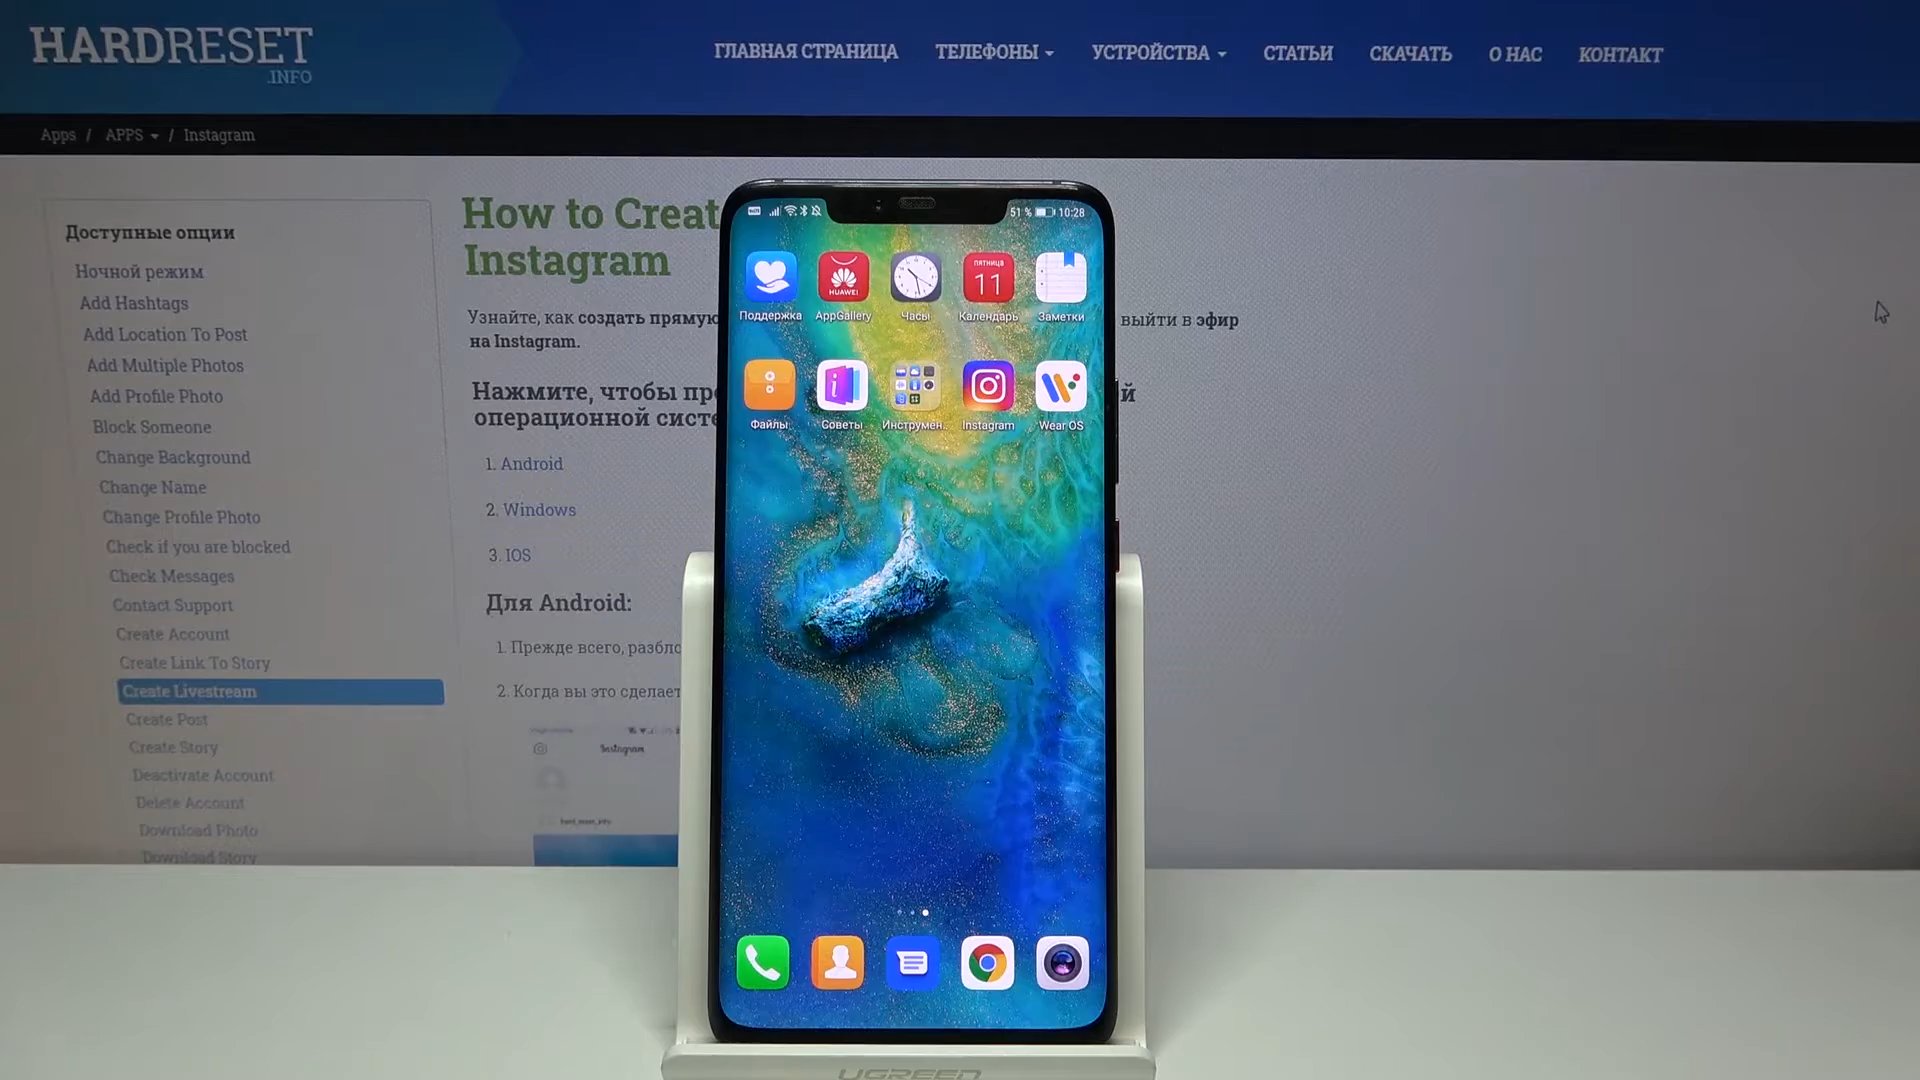 HARDRESET
.INFO
ГЛАВНАЯ СТРАНИЦА
ТЕЛЕФОНЫ
УСТРОЙСТВА
СТАТЬИ
СКАЧАТЬ
О НАС
КОНТАКТ
Apps / APPS / Instagram
Доступные опции
Ночной режим
Add Hashtags
Add Location To Post
Add Multiple Photos
Add Profile Photo
Block Someone
Change Background
Change Name
Change Profile Photo
Check if you are blocked
Check Messages
Contact Support
Create Account
Create Link To Story
Create Livestream
Create Post
Create Story
Deactivate Account
Delete Account
Download Photo
Download Story
How to Creat
Instagram
Узнайте, как создать прямую
выйти в эфир
на Instagram.
Нажмите, чтобы пр
й
операционной сист
1. Android
2. Windows
3. IOS
Для Android:
1. Прежде всего, разбло
2. Когда вы это сделает
Instagram
51 % 10:28
HUAWEI
ПЯТНИЦА
11
Поддержка
AppGallery
Часы
Календарь
Заметки
Файлы
Советы
Инструмен..
Instagram
Wear OS
UGREEN